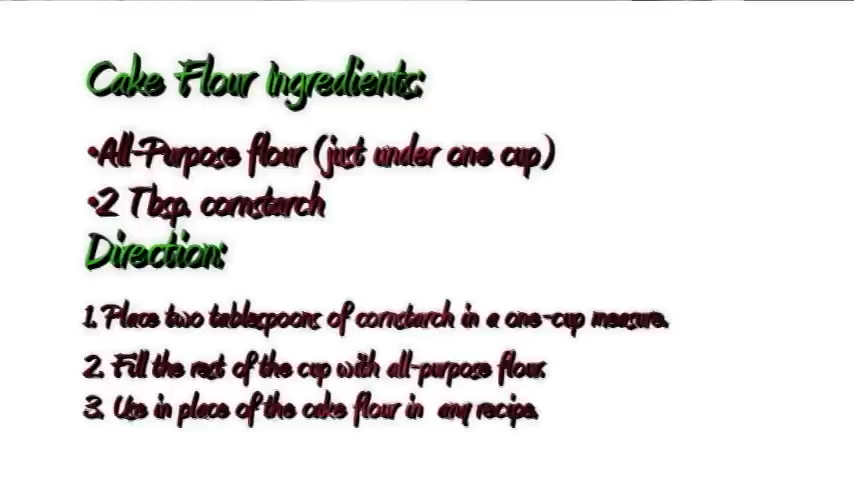 Cake Flour Ingredients:
•All-Purpose flour (just under one cup)
•2 Tbsp. cornstarch
Direction:
1. Place two tablespoons of cornstarch in a one-cup measure.
2. Fill the rest of the cup with all-purpose flour.
3. Use in place of the cake flour in any recipe.